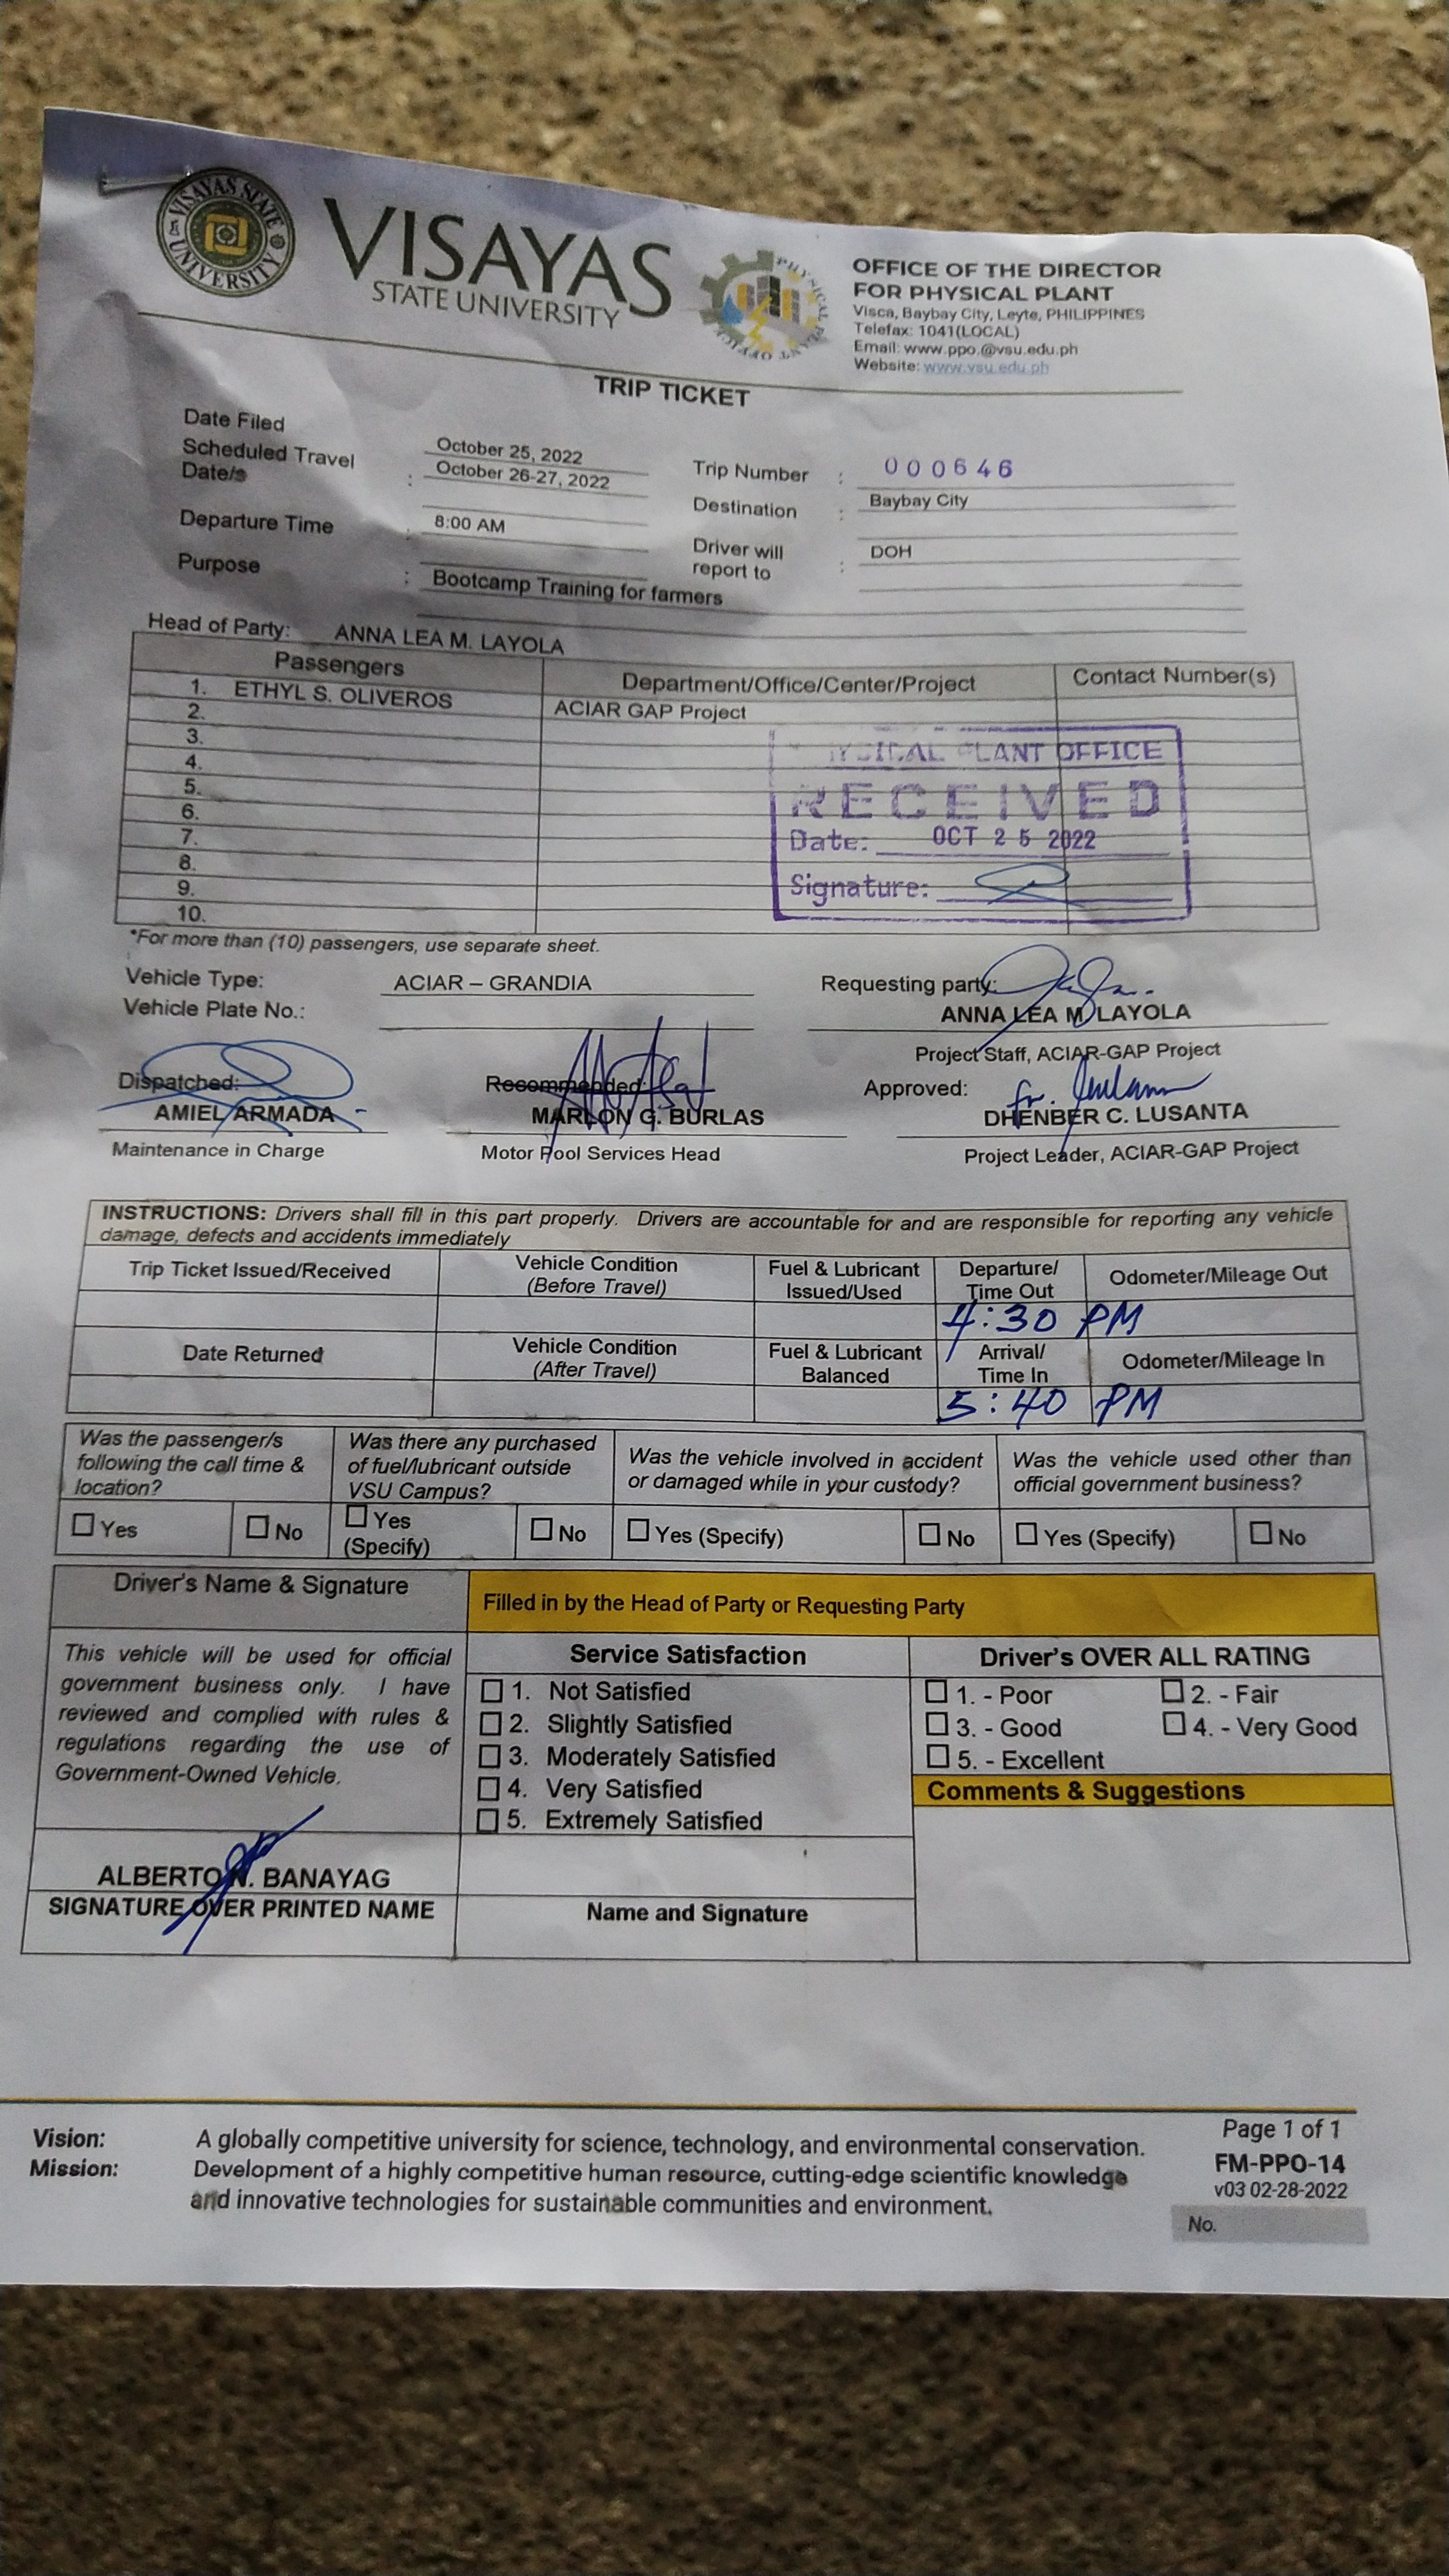 VISAYAS STATE UNIVERSITY
VISAYAS
STATE UNIVERSITY
PHYSICAL PLANT OFFICE
OFFICE OF THE DIRECTOR
FOR PHYSICAL PLANT
Visca, Baybay City, Leyte, PHILIPPINES
Telefax: 1041(LOCAL)
Email: www.ppo.@vsu.edu.ph
Website: www.vsu.edu.ph
TRIP TICKET
Date Filed October 25, 2022
Scheduled Travel
Date/s : October 26-27, 2022
Trip Number : 000646
Destination : Baybay City
Departure Time : 8:00 AM
Driver will
report to : DOH
Purpose : Bootcamp Training for farmers
Head of Party: ANNA LEA M. LAYOLA
Passengers Department/Office/Center/Project Contact Number(s)
1. ETHYL S. OLIVEROS ACIAR GAP Project
2.
3.
4.
5.
6.
7.
8.
9.
10.
PLANT OFFICE
RECEIVED
Date: OCT 25 2022
Signature:
*For more than (10) passengers, use separate sheet.
Vehicle Type: ACIAR – GRANDIA
Vehicle Plate No.:
Requesting party:
ANNA LEA M. LAYOLA
Project Staff, ACIAR-GAP Project
Dispatched: Recommended: Approved:
for
AMIEL ARMADA MARLON G. BURLAS DHENBER C. LUSANTA
Maintenance in Charge Motor Pool Services Head Project Leader, ACIAR-GAP Project
INSTRUCTIONS: Drivers shall fill in this part properly. Drivers are accountable for and are responsible for reporting any vehicle
damage, defects and accidents immediately
Trip Ticket Issued/Received Vehicle Condition Fuel & Lubricant Departure/ Odometer/Mileage Out
(Before Travel) Issued/Used Time Out
4:30 PM
Date Returned Vehicle Condition Fuel & Lubricant Arrival/ Odometer/Mileage In
(After Travel) Balanced Time In
5:40 PM
Was the passenger/s
following the call time &
location?
Was there any purchased
of fuel/lubricant outside
VSU Campus?
Was the vehicle involved in accident
or damaged while in your custody?
Was the vehicle used other than
official government business?
Yes No Yes
(Specify) No Yes (Specify) No Yes (Specify) No
Driver's Name & Signature
Filled in by the Head of Party or Requesting Party
This vehicle will be used for official
government business only. I have
reviewed and complied with rules &
regulations regarding the use of
Government-Owned Vehicle.
Service Satisfaction
1. Not Satisfied
2. Slightly Satisfied
3. Moderately Satisfied
4. Very Satisfied
5. Extremely Satisfied
Driver's OVER ALL RATING
1. - Poor 2. - Fair
3. - Good 4. - Very Good
5. - Excellent
Comments & Suggestions
ALBERTO N. BANAYAG
SIGNATURE OVER PRINTED NAME
Name and Signature
Vision: A globally competitive university for science, technology, and environmental conservation.
Mission: Development of a highly competitive human resource, cutting-edge scientific knowledge
and innovative technologies for sustainable communities and environment.
Page 1 of 1
FM-PPO-14
v03 02-28-2022
No.